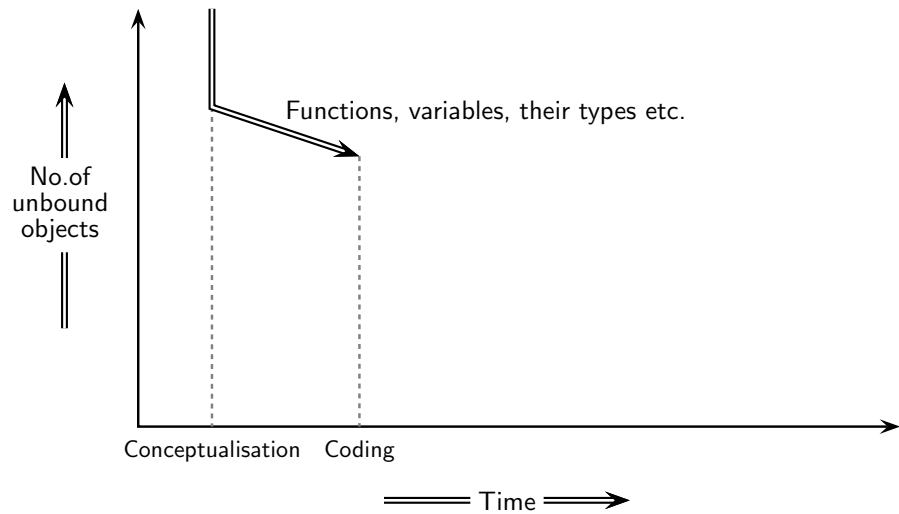 Functions, variables, their types etc.
No.of
unbound
objects
Conceptualisation
Coding
Time